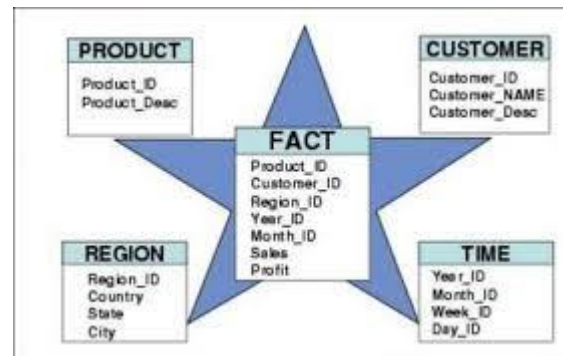 PRODUCT
Product_ID
Product_Desc
CUSTOMER
Customer_ID
Customer_NAME
Customer_Desc
FACT
Product_ID
Customer_ID
Region_ID
Year_ID
Month_ID
Sales
Profit
REGION
Region_ID
Country
State
City
TIME
Year_ID
Month_ID
Week_ID
Day_ID